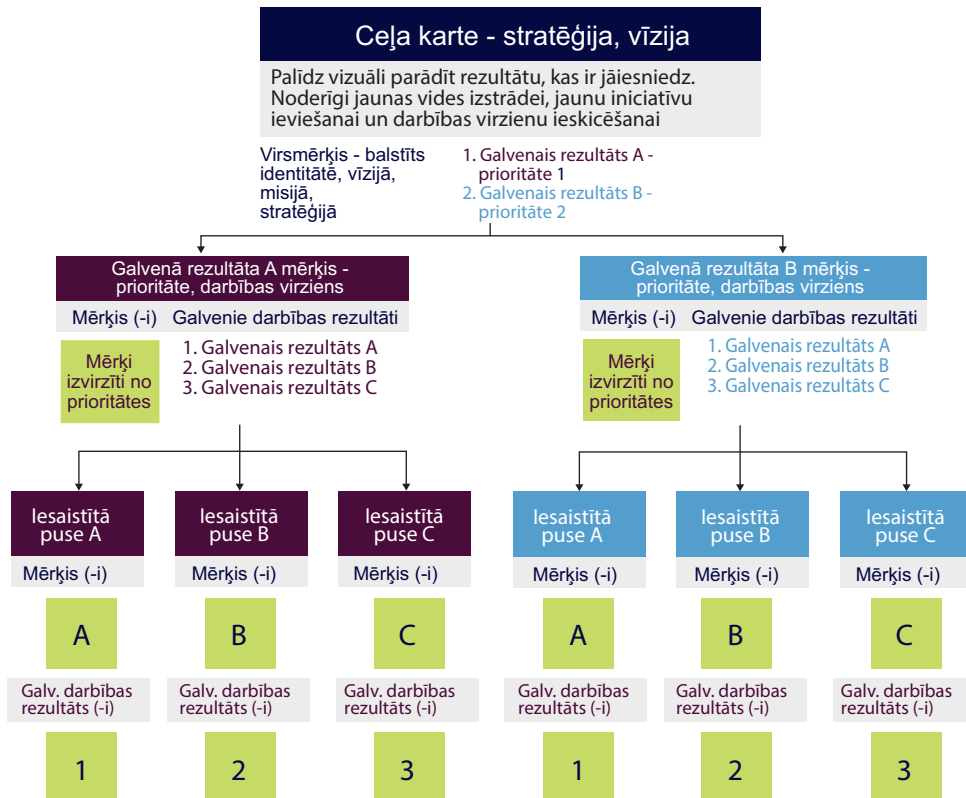 Ceļa karte - stratēģija, vīzija
Palīdz vizuāli parādīt rezultātu, kas ir jāiesniedz.
Noderīgi jaunas vides izstrādei, jaunu iniciatīvu
ieviešanai un darbības virzienu ieskicēšanai
Virsmērķis - balstīts
identitātē, vīzijā,
misijā,
stratēģijā
1. Galvenais rezultāts A -
prioritāte 1
2. Galvenais rezultāts B -
prioritāte 2
Galvenā rezultāta A mērķis -
prioritāte, darbības virziens
Mērķis (-i) Galvenie darbības rezultāti
Mērķi
izvirzīti no
prioritātes
1. Galvenais rezultāts A
2. Galvenais rezultāts B
3. Galvenais rezultāts C
Galvenā rezultāta B mērķis -
prioritāte, darbības virziens
Mērķis (-i) Galvenie darbības rezultāti
Mērķi
izvirzīti no
prioritātes
1. Galvenais rezultāts A
2. Galvenais rezultāts B
3. Galvenais rezultāts C
Iesaistītā
puse A
Mērķis (-i)
A
Galv. darbības
rezultāts (-i)
1
Iesaistītā
puse B
Mērķis (-i)
B
Galv. darbības
rezultāts (-i)
2
Iesaistītā
puse C
Mērķis (-i)
C
Galv. darbības
rezultāts (-i)
3
Iesaistītā
puse A
Mērķis (-i)
A
Galv. darbības
rezultāts (-i)
1
Iesaistītā
puse B
Mērķis (-i)
B
Galv. darbības
rezultāts (-i)
2
Iesaistītā
puse C
Mērķis (-i)
C
Galv. darbības
rezultāts (-i)
3